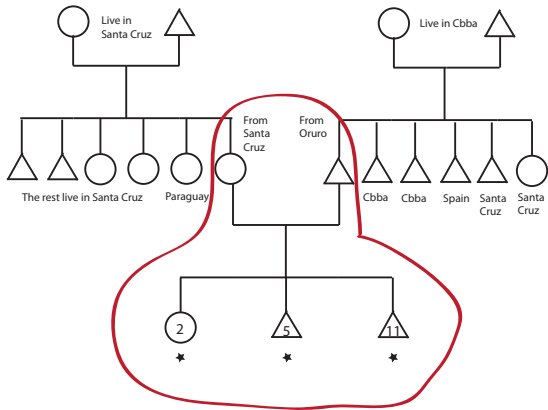 Live in
Santa Cruz
Live in Cbba
From
Santa
Cruz
From
Oruro
The rest live in Santa Cruz
Paraguay
Cbba
Cbba
Spain
Santa
Cruz
Santa
Cruz
2
5
11